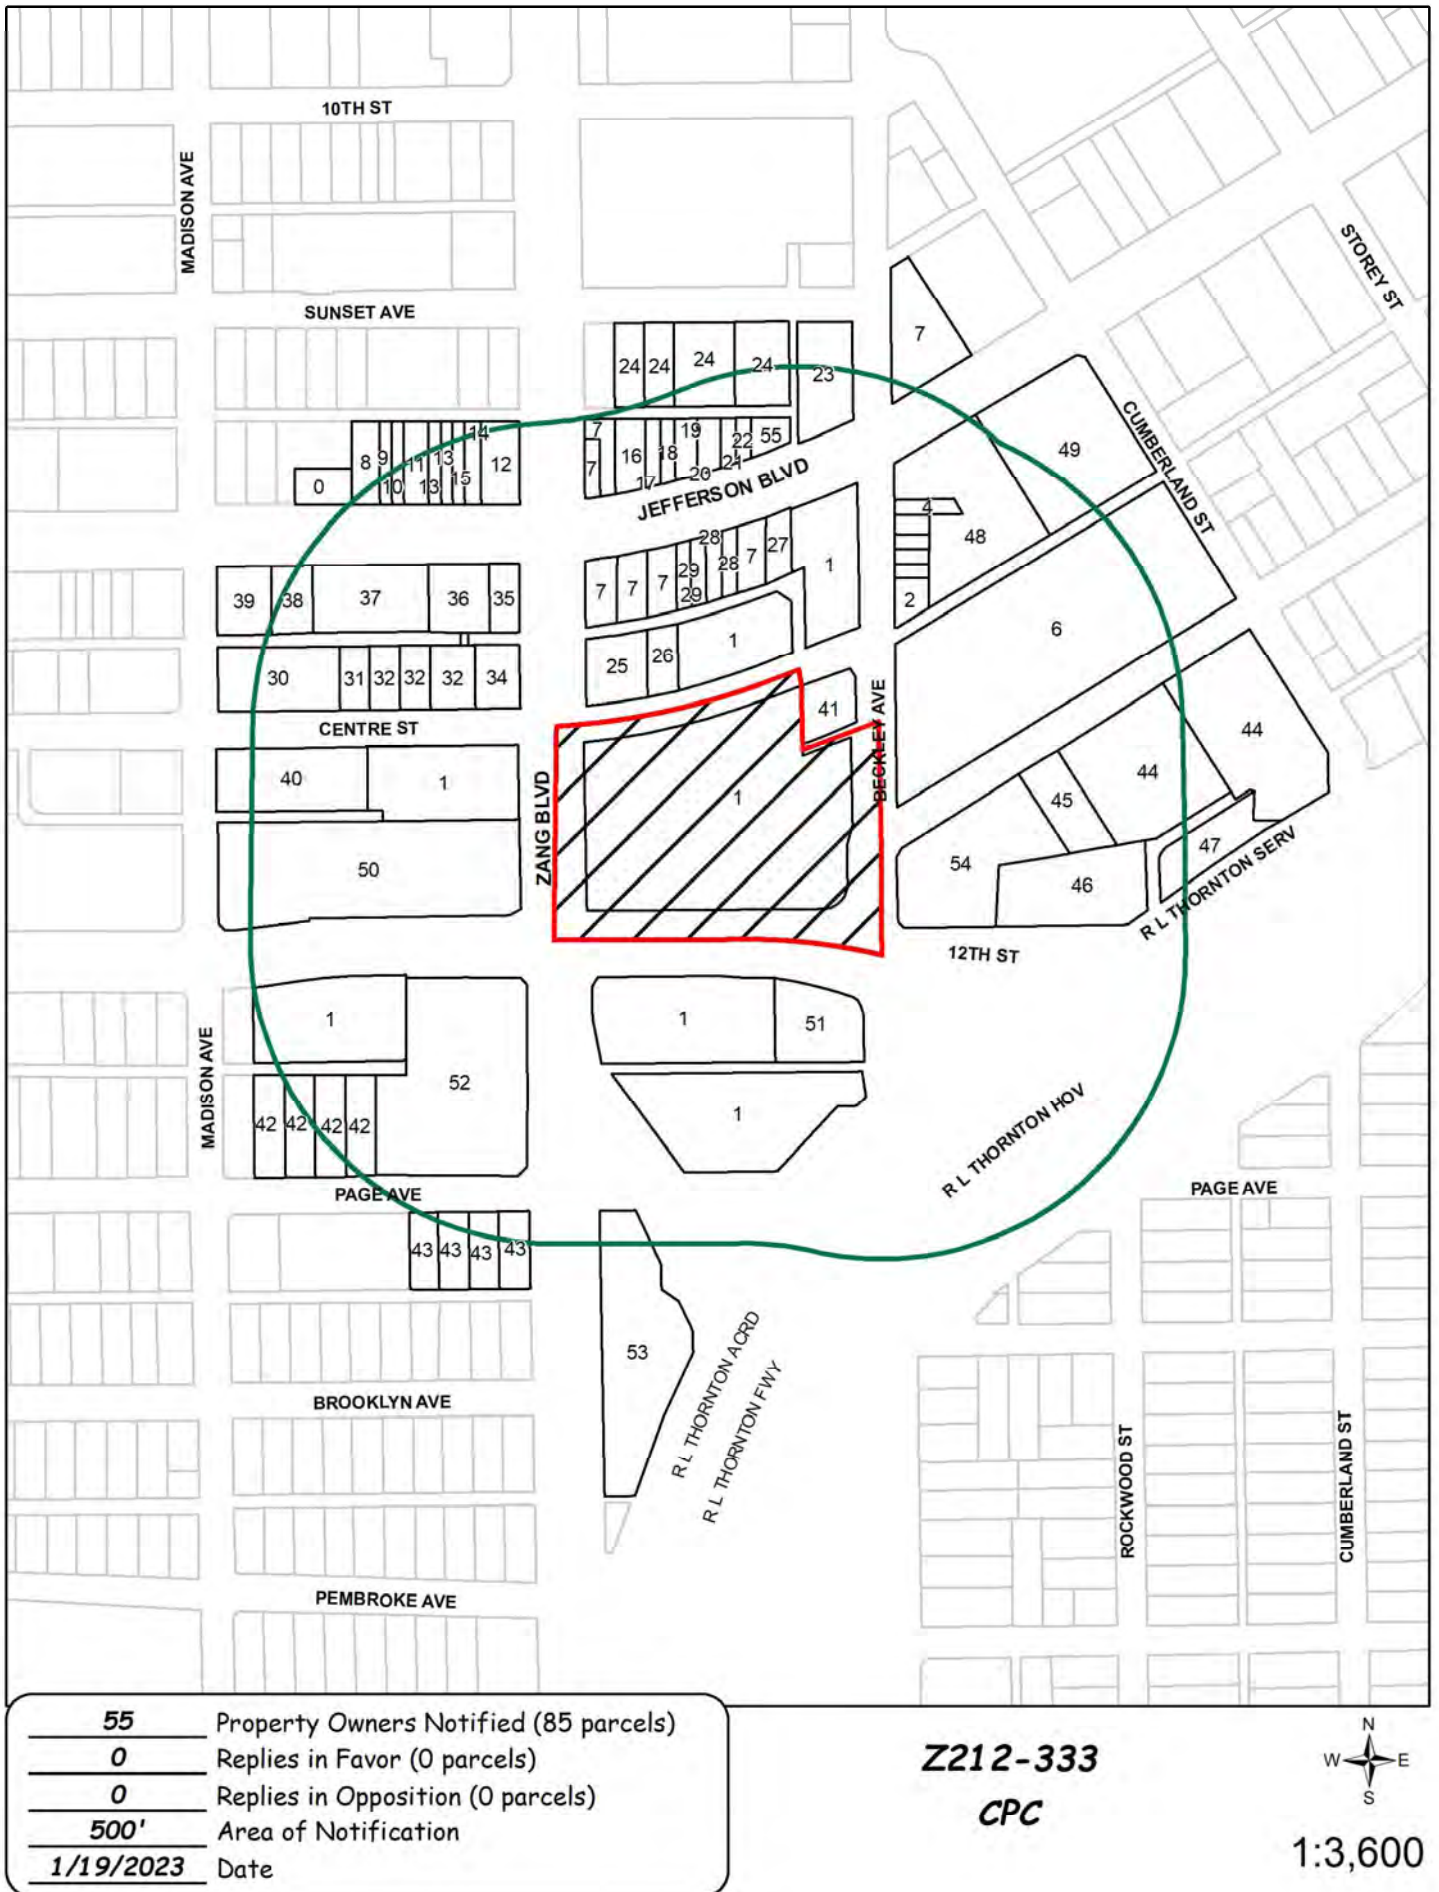 10TH ST
MADISON AVE
STOREY ST
SUNSET AVE
7
24 24 24 24 23
CUMBERLAND ST
7 14 19 22 55 49
8 9 11 13 12 16 18
0 10 13 15 7 17 20 21
JEFFERSON BLVD
4
28 27 48
7 7 7 29 28 7 1
39 38 37 36 35 29 2
1 6
25 26
30 31 32 32 32 34
41
BECKLEY AVE
CENTRE ST 44
40 1 44
ZANG BLVD
1 45
47
50 54 46
R L THORNTON SERV
12TH ST
1 1 51
MADISON AVE
52
1
42 42 42 42
R L THORNTON HOV
PAGE AVE PAGE AVE
43 43 43 43
53
R L THORNTON ACRD
R L THORNTON FWY
BROOKLYN AVE
ROCKWOOD ST
CUMBERLAND ST
PEMBROKE AVE
55 Property Owners Notified (85 parcels)
0 Replies in Favor (0 parcels)
0 Replies in Opposition (0 parcels)
500' Area of Notification
1/19/2023 Date
Z212-333
CPC
N
W E
S
1:3,600